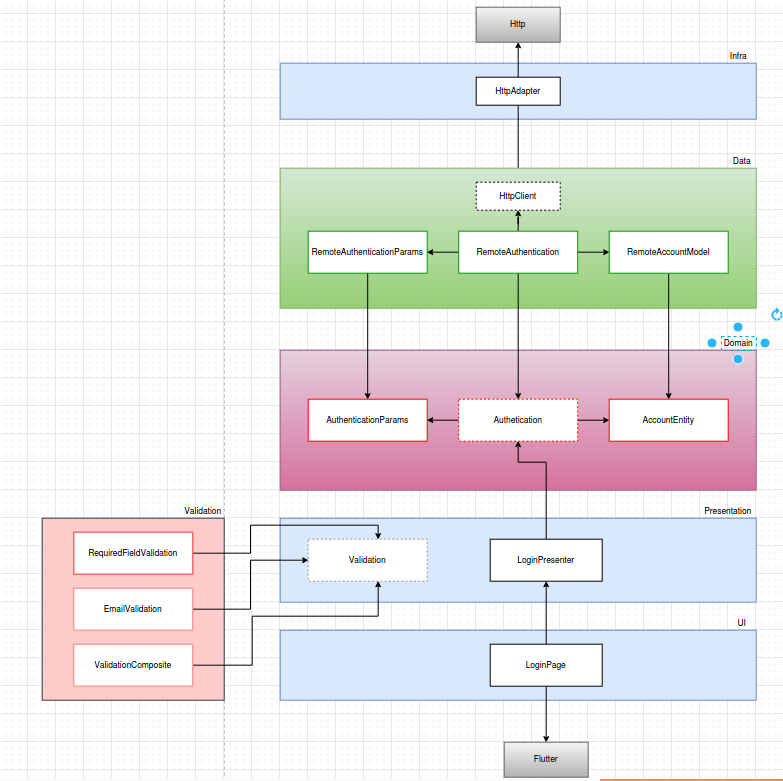 Http
Infra
HttpAdapter
Data
HttpClient
RemoteAuthenticationParams
RemoteAuthentication
RemoteAccountModel
Domain
AuthenticationParams
Authetication
AccountEntity
Validation
Presentation
RequiredFieldValidation
Validation
LoginPresenter
EmailValidation
UI
ValidationComposite
LoginPage
Flutter